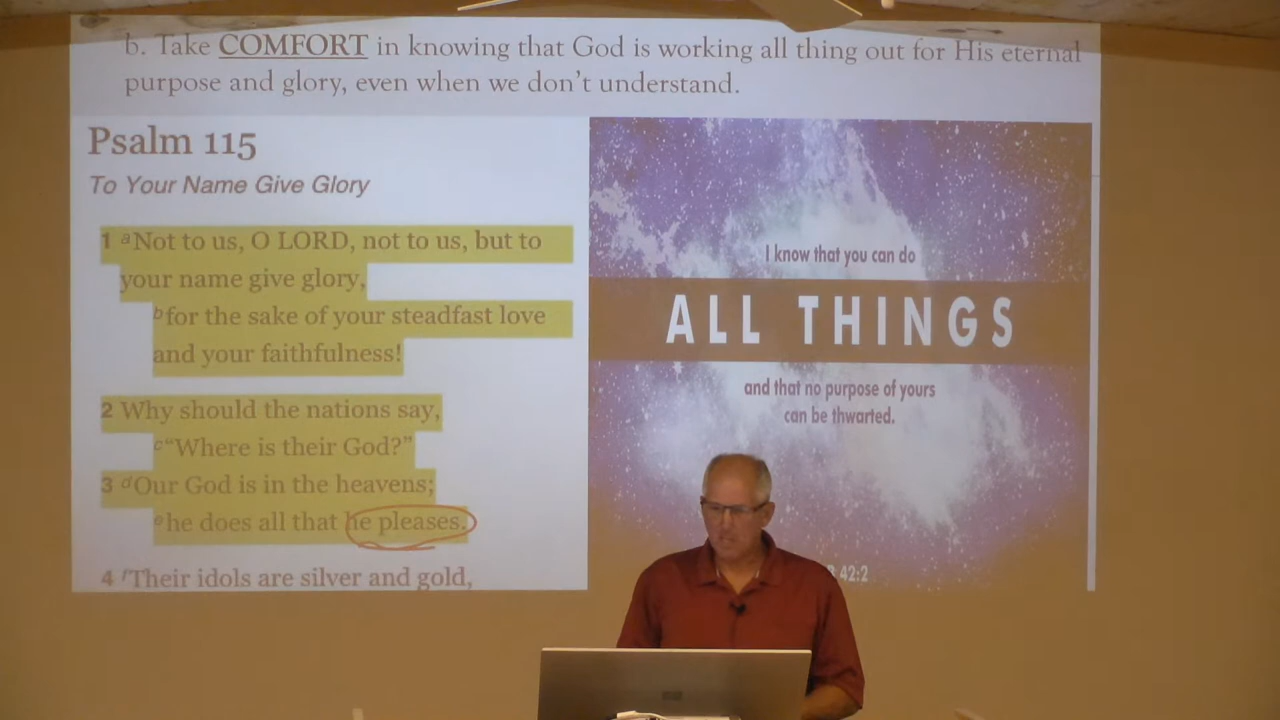 b. Take COMFORT in knowing that God is working all thing out for His eternal
purpose and glory, even when we don't understand.
Psalm 115
To Your Name Give Glory
1 a Not to us, O LORD, not to us, but to
your name give glory,
b for the sake of your steadfast love
and your faithfulness!
2 Why should the nations say,
c "Where is their God?"
3 d Our God is in the heavens;
e he does all that he pleases.
4 f Their idols are silver and gold,
I know that you can do
ALL THINGS
and that no purpose of yours
can be thwarted.
42:2